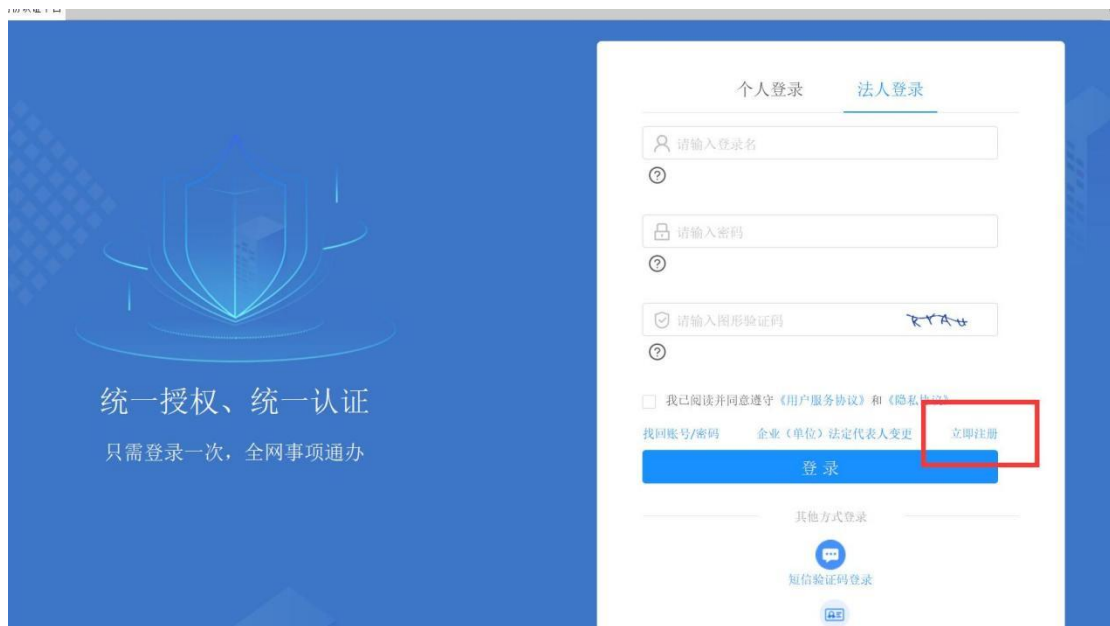 个人登录 法人登录
请输入登录名
请输入密码
请输入图形验证码 RYAU
统一授权、统一认证
只需登录一次，全网事项通办
我已阅读并同意遵守《用户服务协议》和《隐私协议》
找回账号/密码 企业（单位）法定代表人变更 立即注册
登录
其他方式登录
短信验证码登录